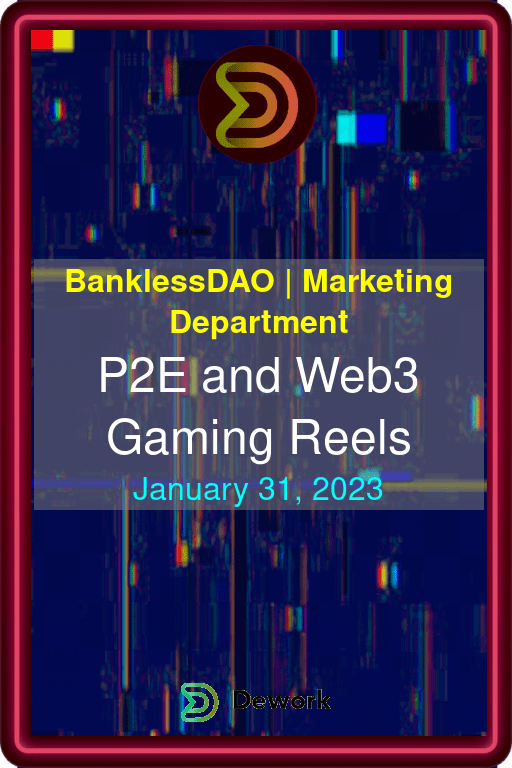 BanklessDAO | Marketing
Department
P2E and Web3
Gaming Reels
January 31, 2023
Dework